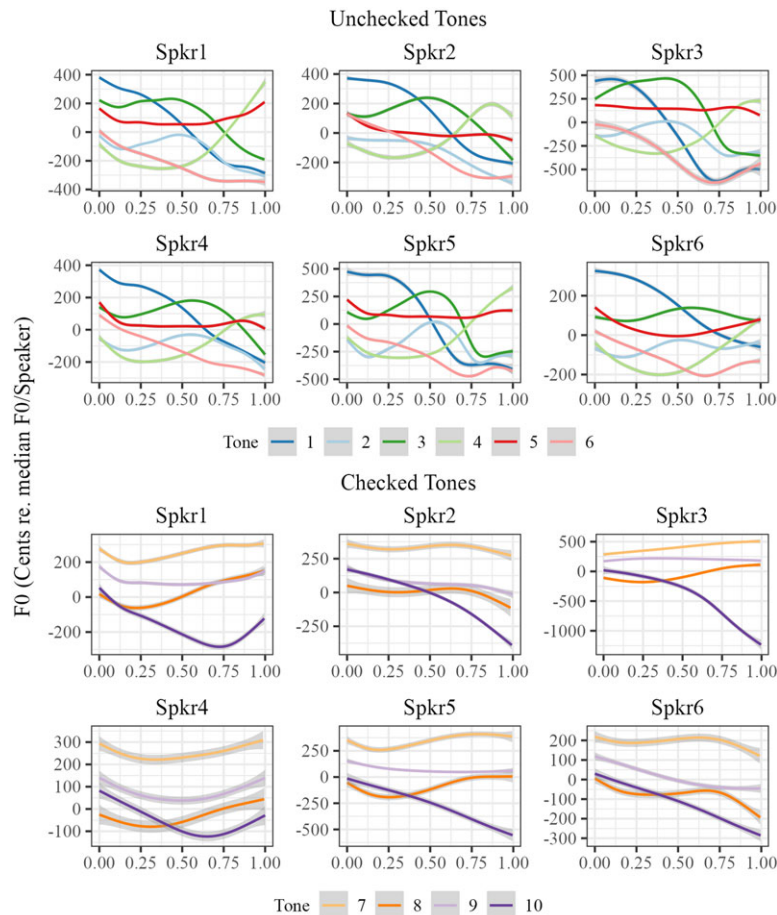 Unchecked Tones
Spkr1 Spkr2 Spkr3
400 200 0 -200 -400
400 200 0 -200
500 250 0 -250 -500
0.00 0.25 0.50 0.75 1.00 0.00 0.25 0.50 0.75 1.00 0.00 0.25 0.50 0.75 1.00
Spkr4 Spkr5 Spkr6
400 200 0 -200
500 250 0 -250 -500
200 0 -200
0.00 0.25 0.50 0.75 1.00 0.00 0.25 0.50 0.75 1.00 0.00 0.25 0.50 0.75 1.00
Tone 1 2 3 4 5 6
F0 (Cents re. median F0/Speaker)
Checked Tones
Spkr1 Spkr2 Spkr3
200 0 -200
250 0 -250
500 0 -500 -1000
0.00 0.25 0.50 0.75 1.00 0.00 0.25 0.50 0.75 1.00 0.00 0.25 0.50 0.75 1.00
Spkr4 Spkr5 Spkr6
300 200 100 0 -100
250 0 -250 -500
200 100 0 -100 -200 -300
0.00 0.25 0.50 0.75 1.00 0.00 0.25 0.50 0.75 1.00 0.00 0.25 0.50 0.75 1.00
Tone 7 8 9 10